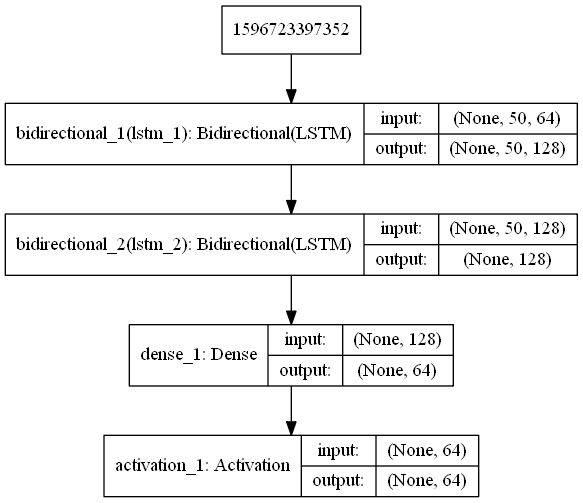 1596723397352
bidirectional_1(lstm_1): Bidirectional(LSTM)
input: (None, 50, 64)
output: (None, 50, 128)
bidirectional_2(lstm_2): Bidirectional(LSTM)
input: (None, 50, 128)
output: (None, 128)
dense_1: Dense
input: (None, 128)
output: (None, 64)
activation_1: Activation
input: (None, 64)
output: (None, 64)